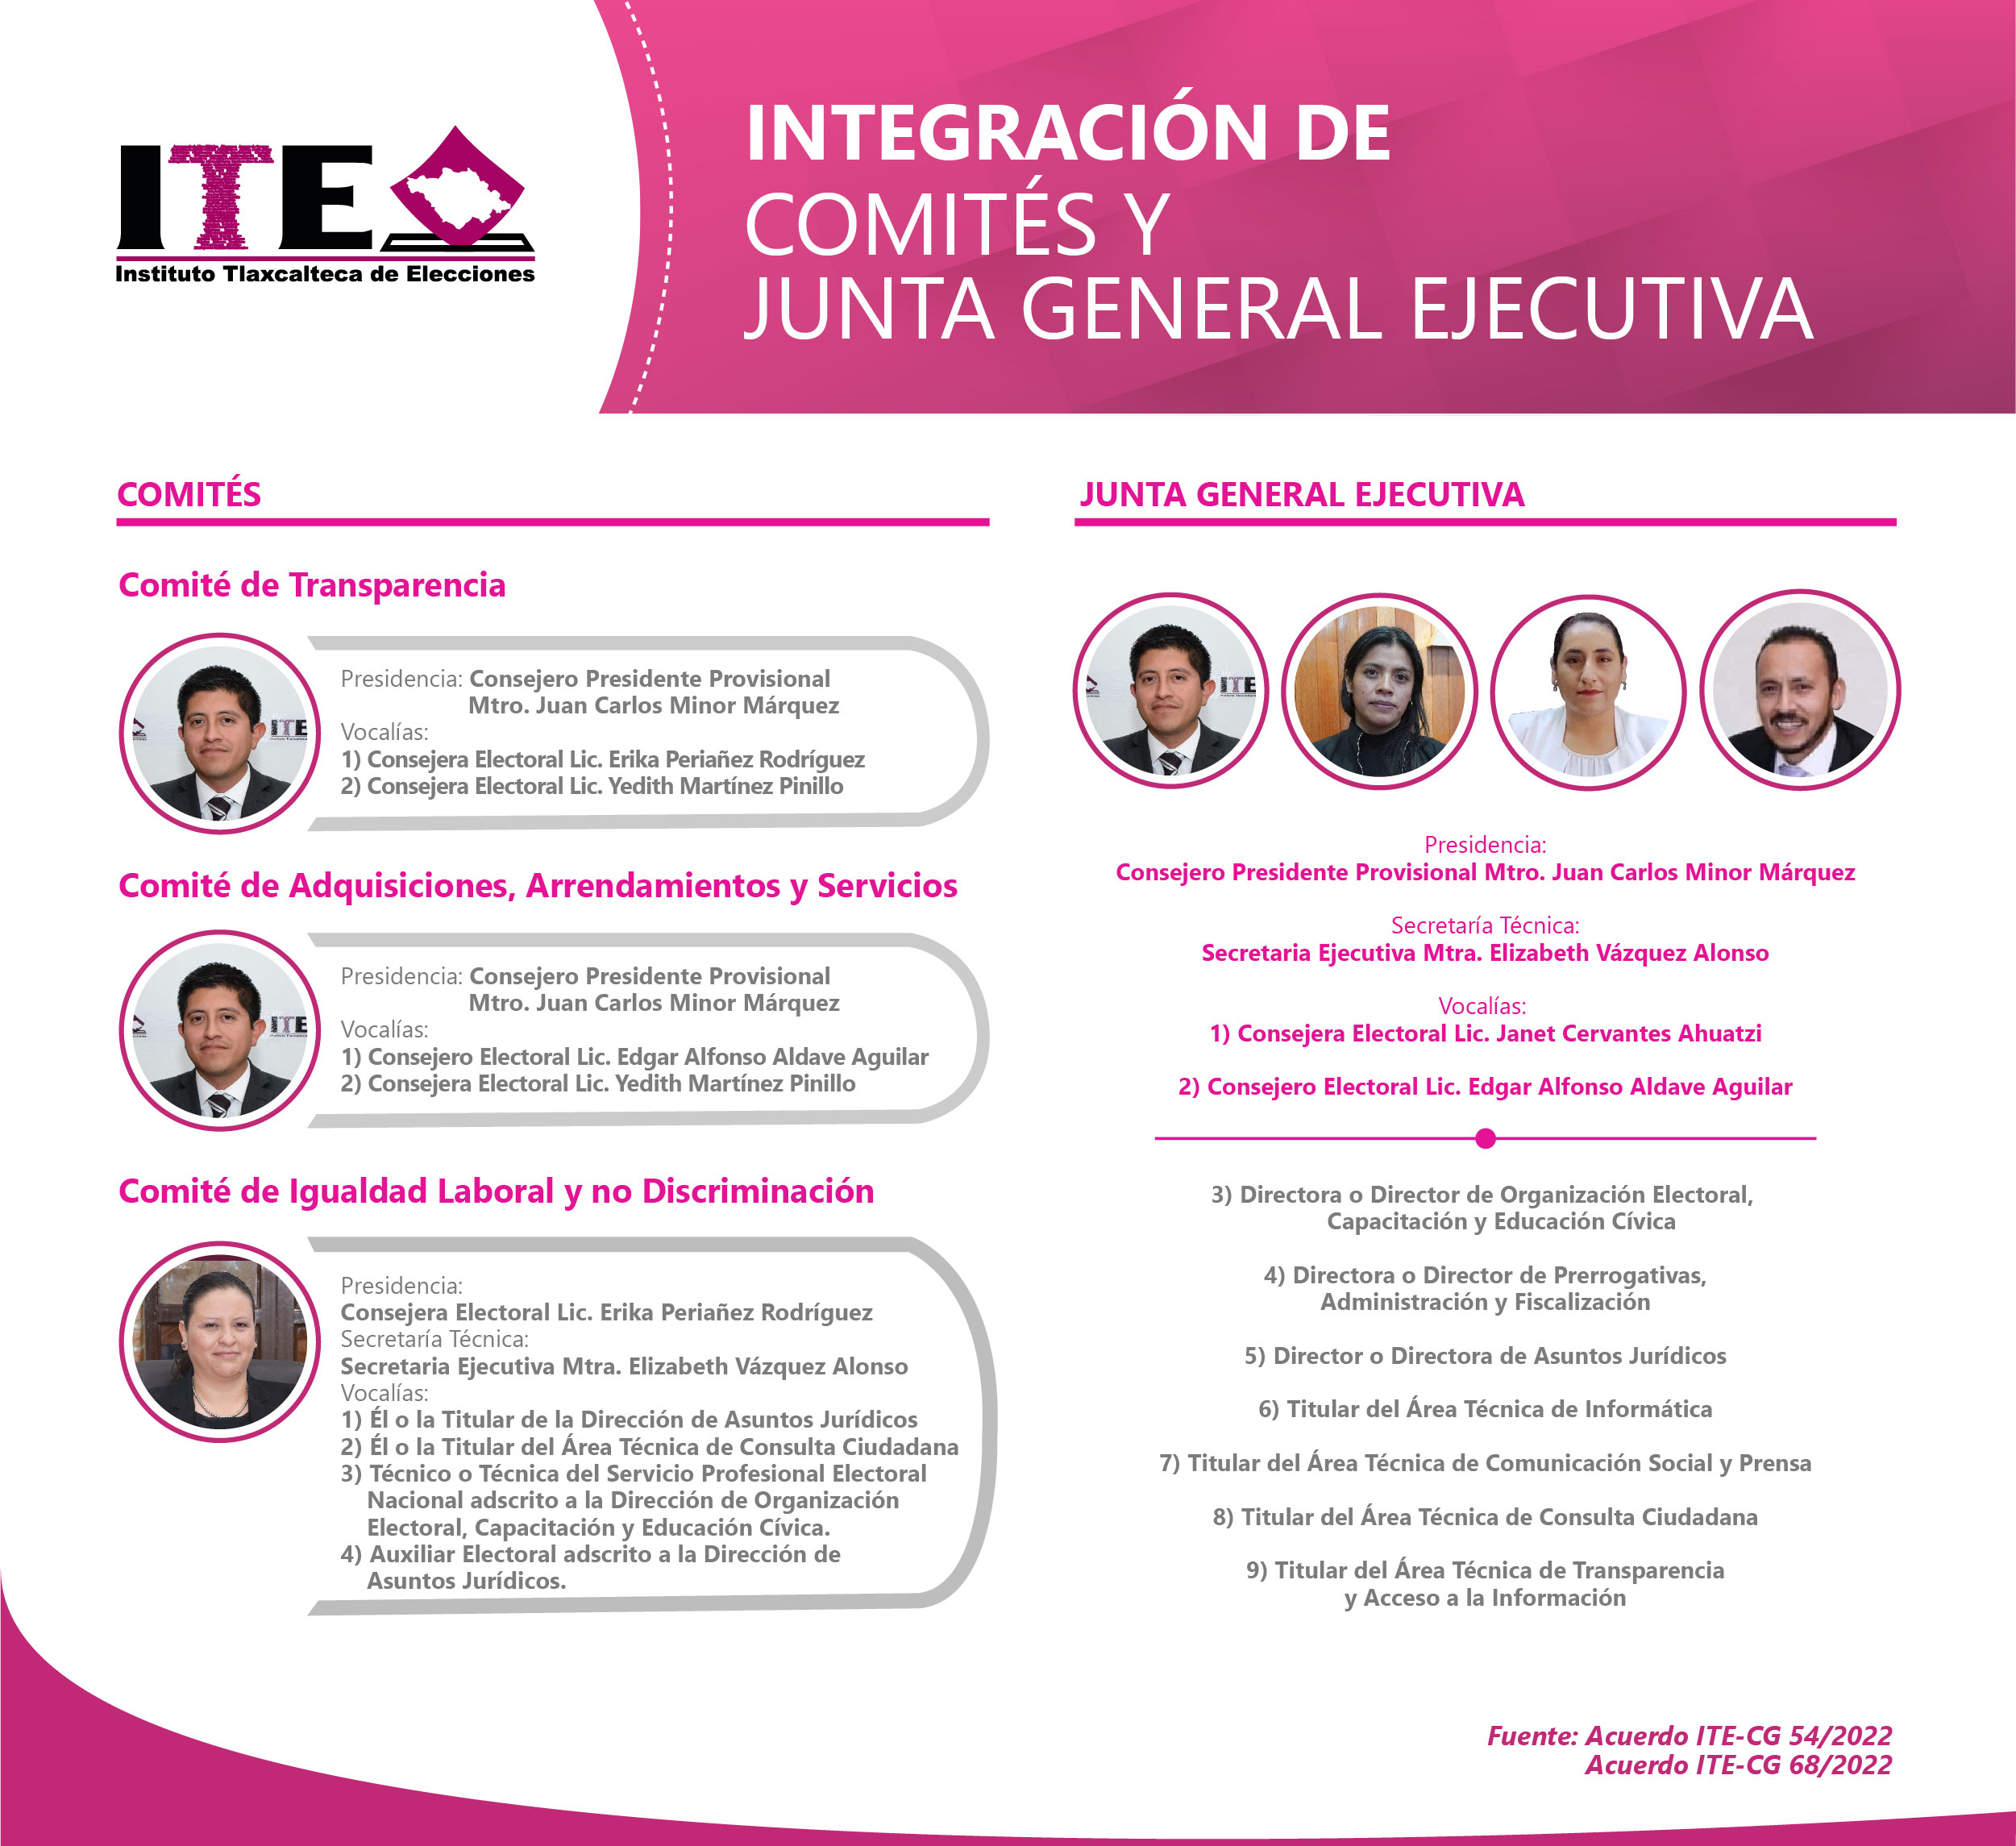 ITE
Instituto Tlaxcalteca de Elecciones
INTEGRACIÓN DE
COMITÉS Y
JUNTA GENERAL EJECUTIVA
COMITÉS
Comité de Transparencia
ITE
Presidencia: Consejero Presidente Provisional
Mtro. Juan Carlos Minor Márquez
Vocalías:
1) Consejera Electoral Lic. Erika Periañez Rodríguez
2) Consejera Electoral Lic. Yedith Martínez Pinillo
Comité de Adquisiciones, Arrendamientos y Servicios
ITE
Presidencia: Consejero Presidente Provisional
Mtro. Juan Carlos Minor Márquez
Vocalías:
1) Consejero Electoral Lic. Edgar Alfonso Aldave Aguilar
2) Consejera Electoral Lic. Yedith Martínez Pinillo
Comité de Igualdad Laboral y no Discriminación
Presidencia:
Consejera Electoral Lic. Erika Periañez Rodríguez
Secretaría Técnica:
Secretaria Ejecutiva Mtra. Elizabeth Vázquez Alonso
Vocalías:
1) Él o la Titular de la Dirección de Asuntos Jurídicos
2) Él o la Titular del Área Técnica de Consulta Ciudadana
3) Técnico o Técnica del Servicio Profesional Electoral
Nacional adscrito a la Dirección de Organización
Electoral, Capacitación y Educación Cívica.
4) Auxiliar Electoral adscrito a la Dirección de
Asuntos Jurídicos.
JUNTA GENERAL EJECUTIVA
ITE
Presidencia:
Consejero Presidente Provisional Mtro. Juan Carlos Minor Márquez
Secretaría Técnica:
Secretaria Ejecutiva Mtra. Elizabeth Vázquez Alonso
Vocalías:
1) Consejera Electoral Lic. Janet Cervantes Ahuatzi
2) Consejero Electoral Lic. Edgar Alfonso Aldave Aguilar
3) Directora o Director de Organización Electoral,
Capacitación y Educación Cívica
4) Directora o Director de Prerrogativas,
Administración y Fiscalización
5) Director o Directora de Asuntos Jurídicos
6) Titular del Área Técnica de Informática
7) Titular del Área Técnica de Comunicación Social y Prensa
8) Titular del Área Técnica de Consulta Ciudadana
9) Titular del Área Técnica de Transparencia
y Acceso a la Información
Fuente: Acuerdo ITE-CG 54/2022
Acuerdo ITE-CG 68/2022